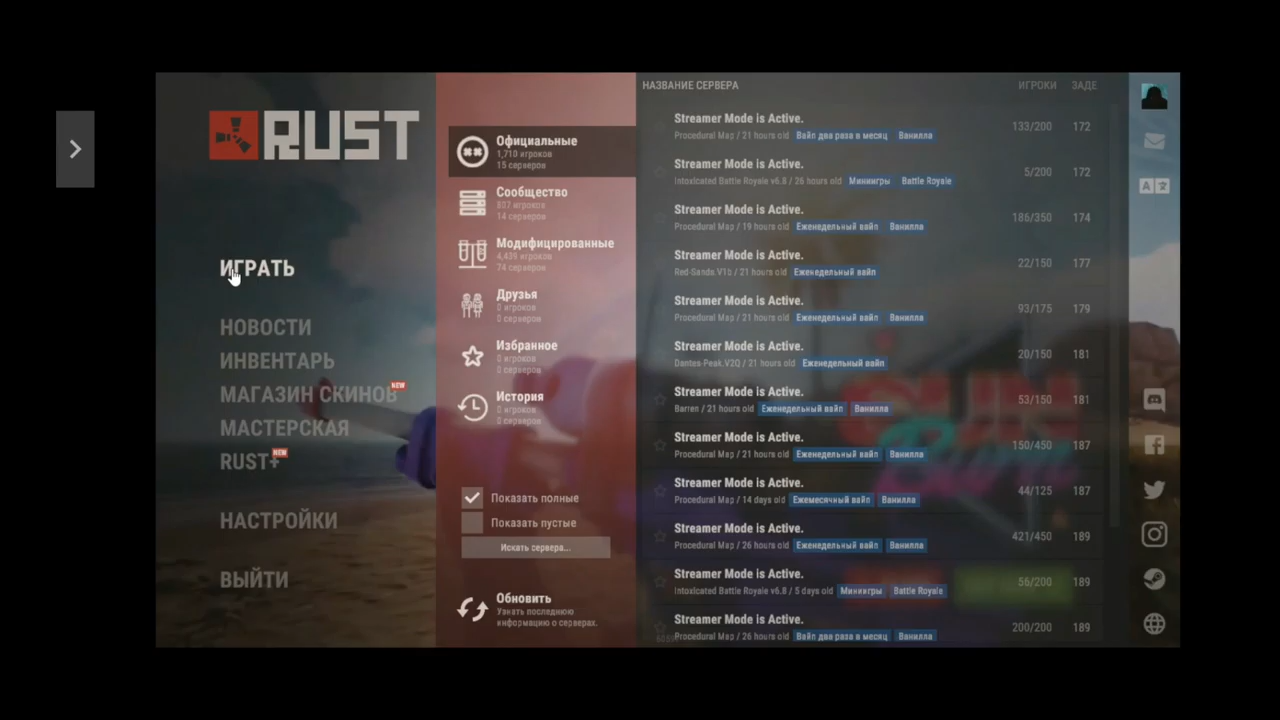 RUST
ИГРАТЬ
НОВОСТИ
ИНВЕНТАРЬ
МАГАЗИН СКИНОВ NEW
МАСТЕРСКАЯ
RUST+ NEW
НАСТРОЙКИ
ВЫЙТИ
Официальные
1,710 игроков
15 серверов
Сообщество
837 игроков
14 серверов
Модифицированные
4,439 игроков
74 серверов
Друзья
0 игроков
0 серверов
Избранное
0 игроков
0 серверов
История
0 игроков
0 серверов
Показать полные
Показать пустые
Искать сервера...
Обновить
Узнать последнюю
информацию о серверах.
НАЗВАНИЕ СЕРВЕРА ИГРОКИ ЗАДЕ
Streamer Mode is Active. 133/200 172
Procedural Map / 21 hours old Вайп два раза в месяц Ванилла
Streamer Mode is Active. 5/200 172
Intoxicated Battle Royale v6.8 / 26 hours old Миниигры Battle Royale
Streamer Mode is Active. 186/350 174
Procedural Map / 19 hours old Еженедельный вайп Ванилла
Streamer Mode is Active. 22/150 177
Red-Sands.V1b / 21 hours old Еженедельный вайп
Streamer Mode is Active. 93/175 179
Procedural Map / 21 hours old Еженедельный вайп Ванилла
Streamer Mode is Active. 20/150 181
Dantes-Peak.V2Q / 21 hours old Еженедельный вайп
Streamer Mode is Active. 53/150 181
Barren / 21 hours old Еженедельный вайп Ванилла
Streamer Mode is Active. 150/450 187
Procedural Map / 21 hours old Еженедельный вайп Ванилла
Streamer Mode is Active. 44/125 187
Procedural Map / 14 days old Ежемесячный вайп Ванилла
Streamer Mode is Active. 421/450 189
Procedural Map / 26 hours old Еженедельный вайп Ванилла
Streamer Mode is Active. 56/200 189
Intoxicated Battle Royale v6.8 / 5 days old Миниигры Battle Royale
Streamer Mode is Active. 200/200 189
Procedural Map / 26 hours old Вайп два раза в месяц Ванилла